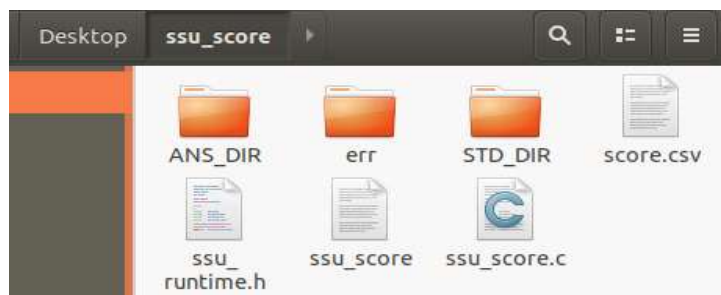 Desktop ssu_score
ANS_DIR err STD_DIR score.csv
ssu_ ssu_score ssu_score.c
runtime.h